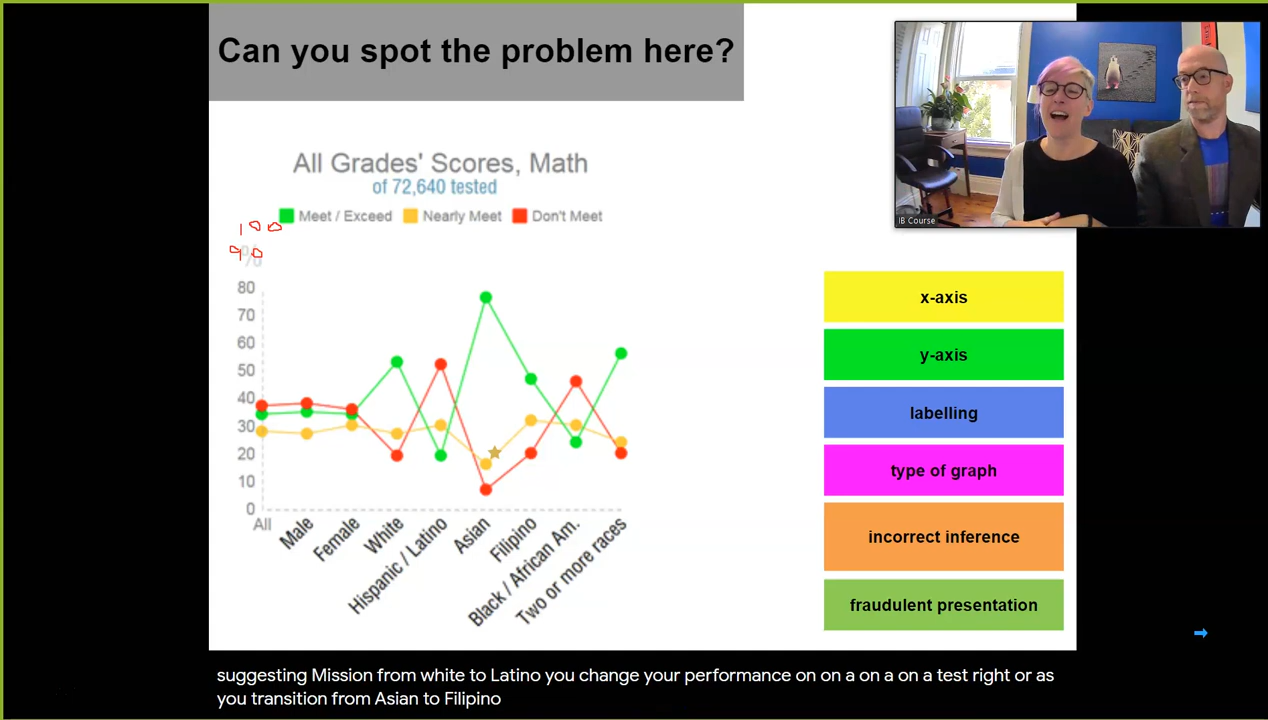 Can you spot the problem here?
All Grades' Scores, Math
of 72,640 tested
Meet / Exceed Nearly Meet Don't Meet
100
90
%
80
70
60
50
40
30
20
10
0
All Male Female White Hispanic / Latino Asian Filipino Black / African Am. Two or more races
IB Course
x-axis
y-axis
labelling
type of graph
incorrect inference
fraudulent presentation
suggesting Mission from white to Latino you change your performance on on a on a on a test right or as
you transition from Asian to Filipino